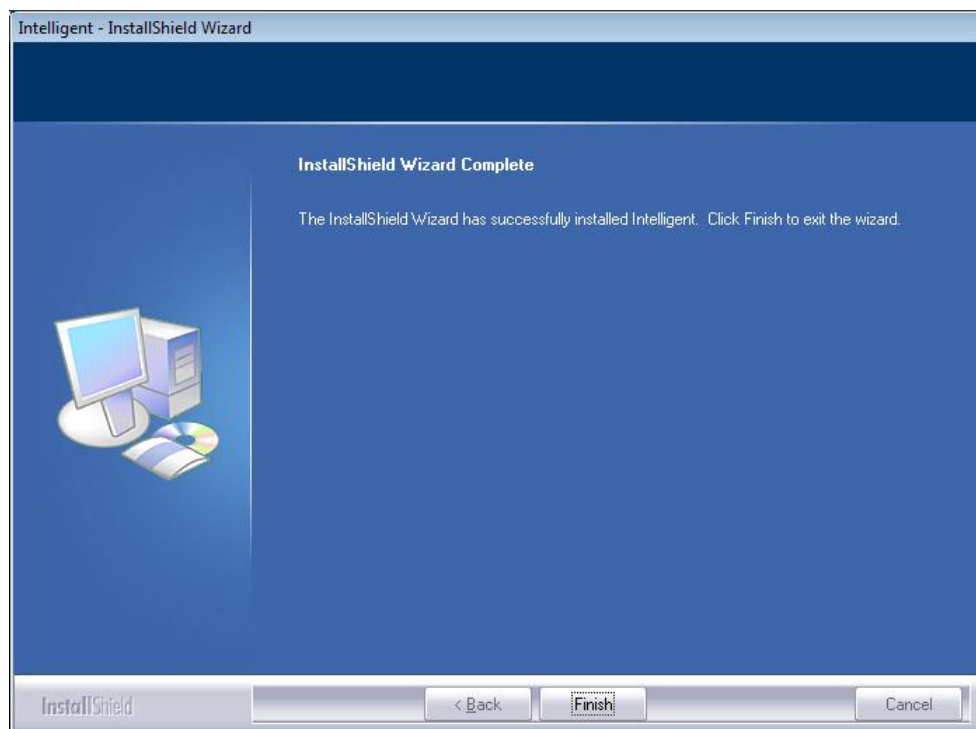 Intelligent - InstallShield Wizard
InstallShield Wizard Complete
The InstallShield Wizard has successfully installed Intelligent. Click Finish to exit the wizard.
InstallShield
< Back
Finish
Cancel